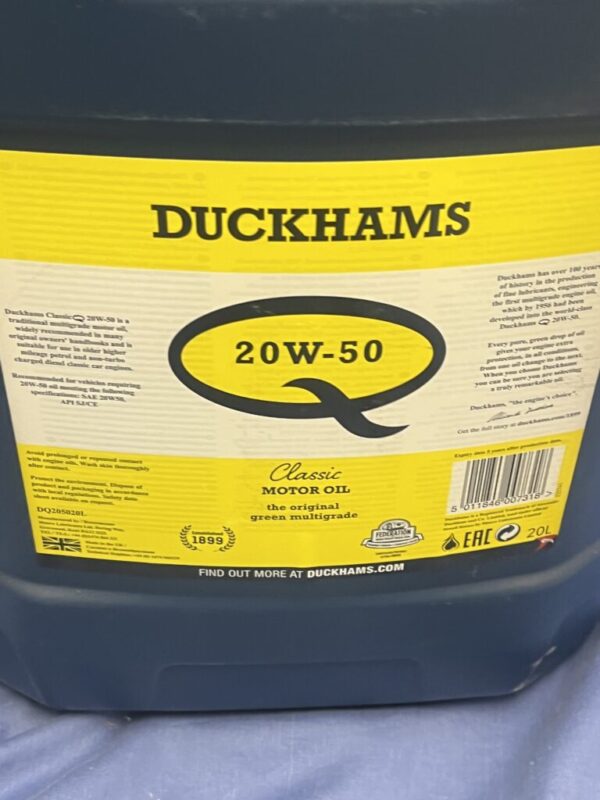 DUCKHAMS
Duckhams Classic Q 20W-50 is a
traditional multigrade motor oil,
widely recommended in many
original owners' handbooks and is
suitable for use in older higher
mileage petrol and non-turbo
charged diesel classic car engines.
Recommended for vehicles requiring
20W-50 oil meeting the following
specifications: SAE 20W50,
API SJ/CE
20W-50
Duckhams has over 100 years
of history in the production
of fine lubricants, engineering
the first multigrade engine oil,
which by 1958 had been
developed into the world-class
Duckhams Q 20W-50.
Every pure, green drop of oil
gives your engine extra
protection, in all conditions,
from one oil change to the next.
When you choose Duckhams
you can be sure you are selecting
a truly remarkable oil.
Duckhams, "the engine's choice".
Get the full story at duckhams.com/1899
Avoid prolonged or repeated contact
with engine oils. Wash skin thoroughly
after contact.
Protect the environment. Dispose of
product and packaging in accordance
with local regulations. Safety data
sheet available on request.
DQ205020L
Classic
MOTOR OIL
the original
green multigrade
Established
1899
FEDERATION
Expiry date 5 years after production date.
5 011846 007318 >
EAC
20L
FIND OUT MORE AT DUCKHAMS.COM